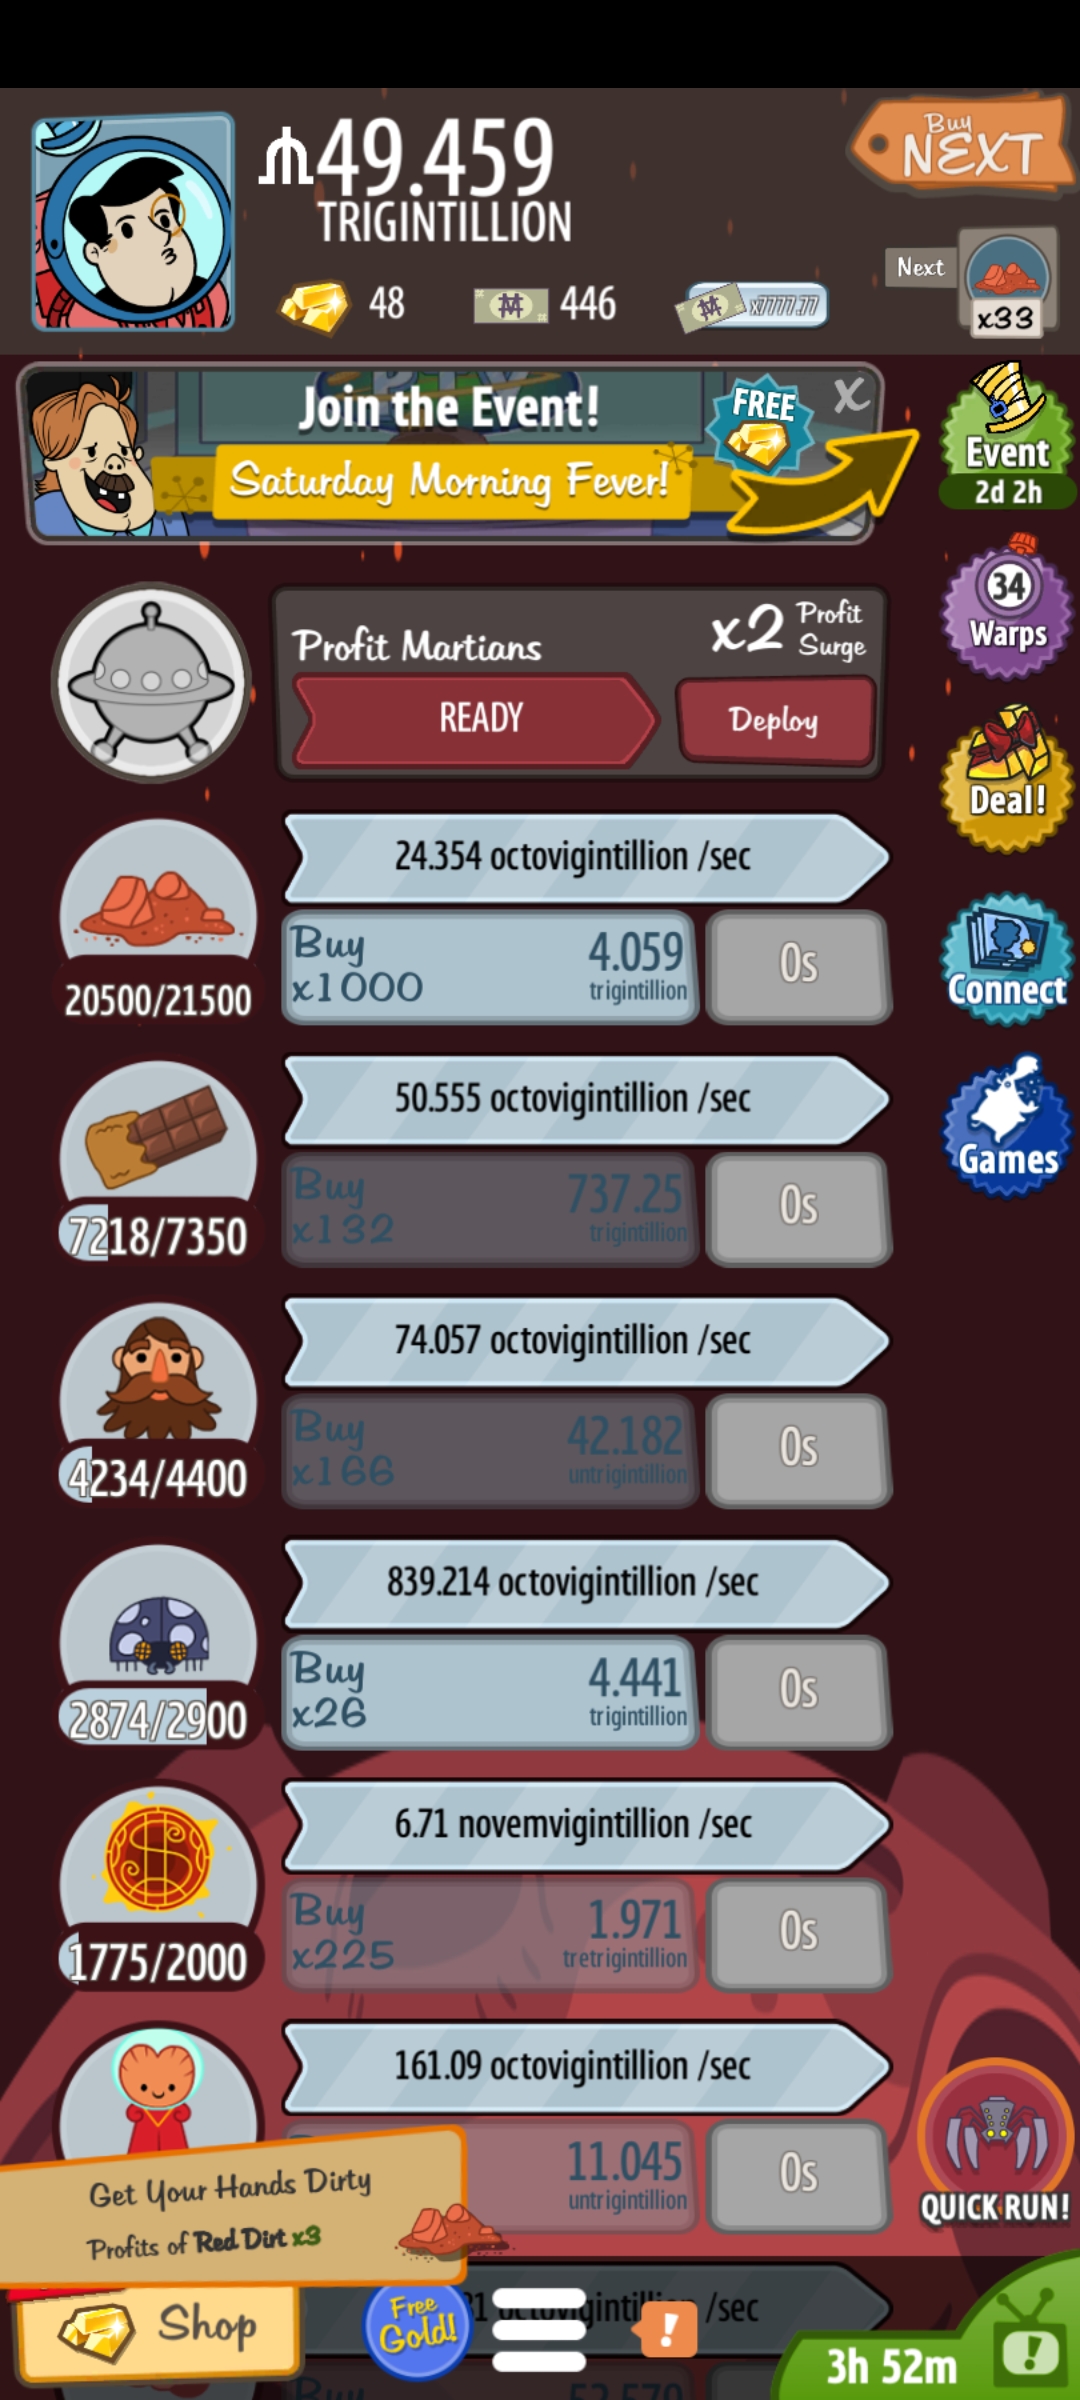 49.459
TRIGINTILLION
Buy
NEXT
48
446
x7777.77
Next
x33
Join the Event!
FREE
X
Saturday Morning Fever!
Event
2d 2h
34
Warps
Profit Martians
x2 Profit
Surge
READY
Deploy
Deal!
24.354 octovigintillion /sec
Buy
x1000
4.059
trigintillion
0s
20500/21500
Connect
50.555 octovigintillion /sec
Buy
x132
737.25
trigintillion
0s
7218/7350
Games
74.057 octovigintillion /sec
Buy
x166
42.182
untrigintillion
0s
4234/4400
839.214 octovigintillion /sec
Buy
x26
4.441
trigintillion
0s
2874/2900
6.71 novemvigintillion /sec
Buy
x225
1.971
tretrigintillion
0s
1775/2000
161.09 octovigintillion /sec
11.045
untrigintillion
0s
Get Your Hands Dirty
Profits of Red Dirt x3
QUICK RUN!
Shop
Free
Gold!
octovigintillion /sec
!
3h 52m
!
Buy